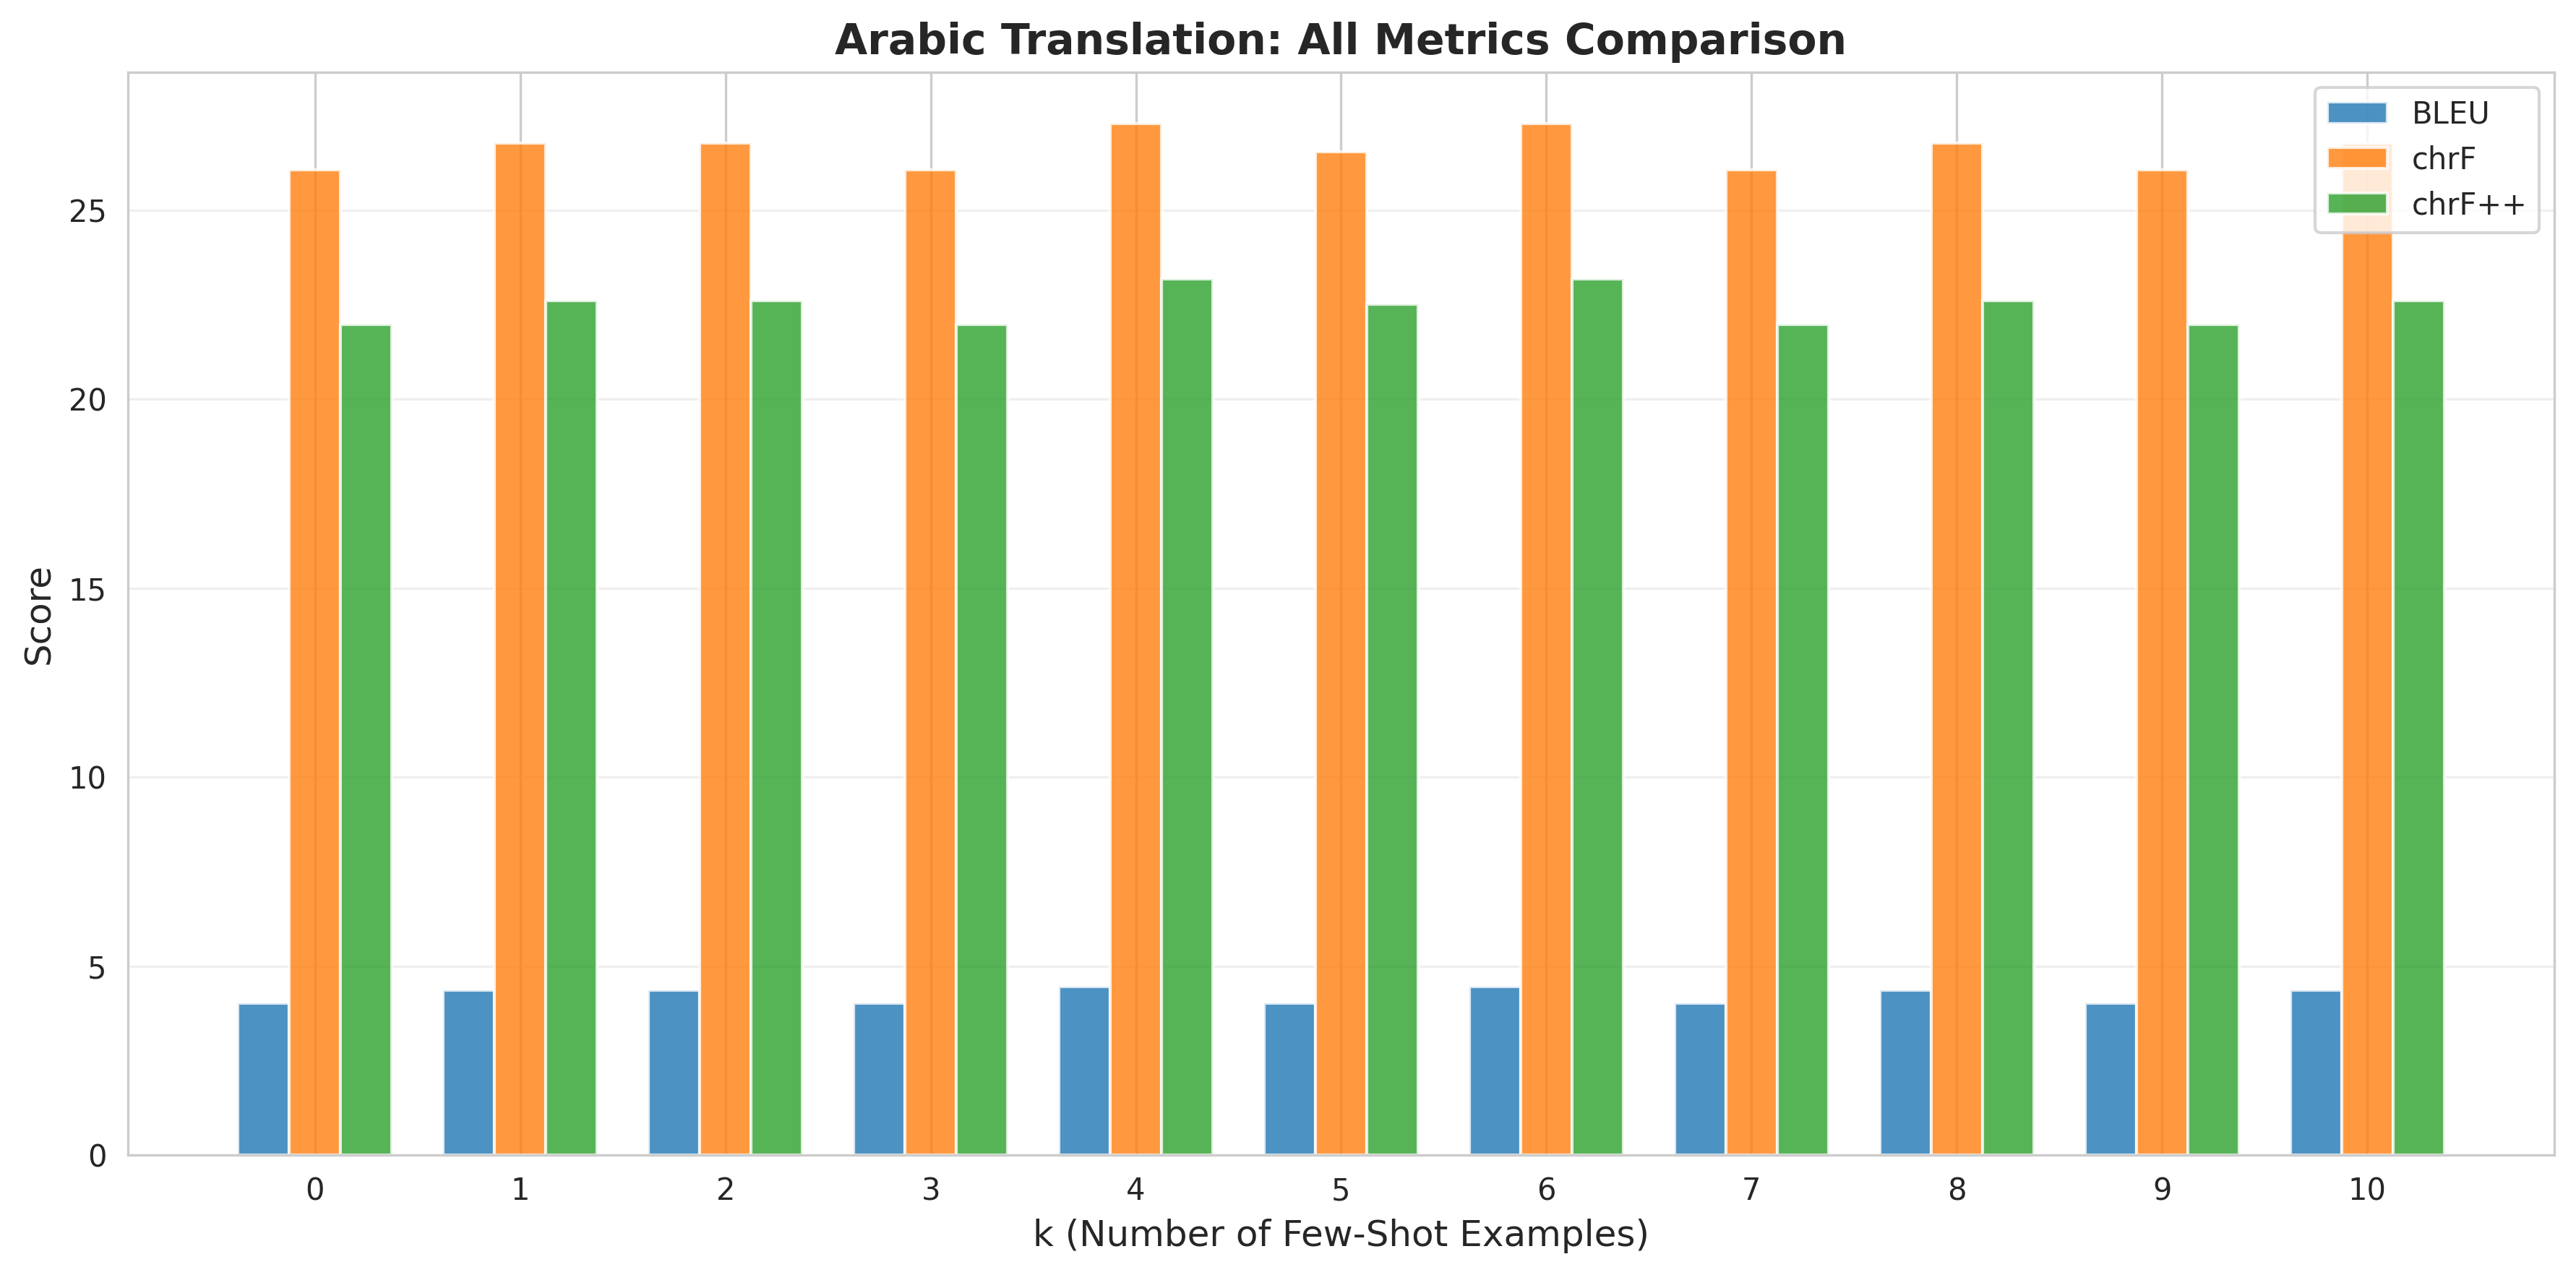 Arabic Translation: All Metrics Comparison
BLEU
chrF
chrF++
25
20
15
10
5
0
Score
0 1 2 3 4 5 6 7 8 9 10
k (Number of Few-Shot Examples)